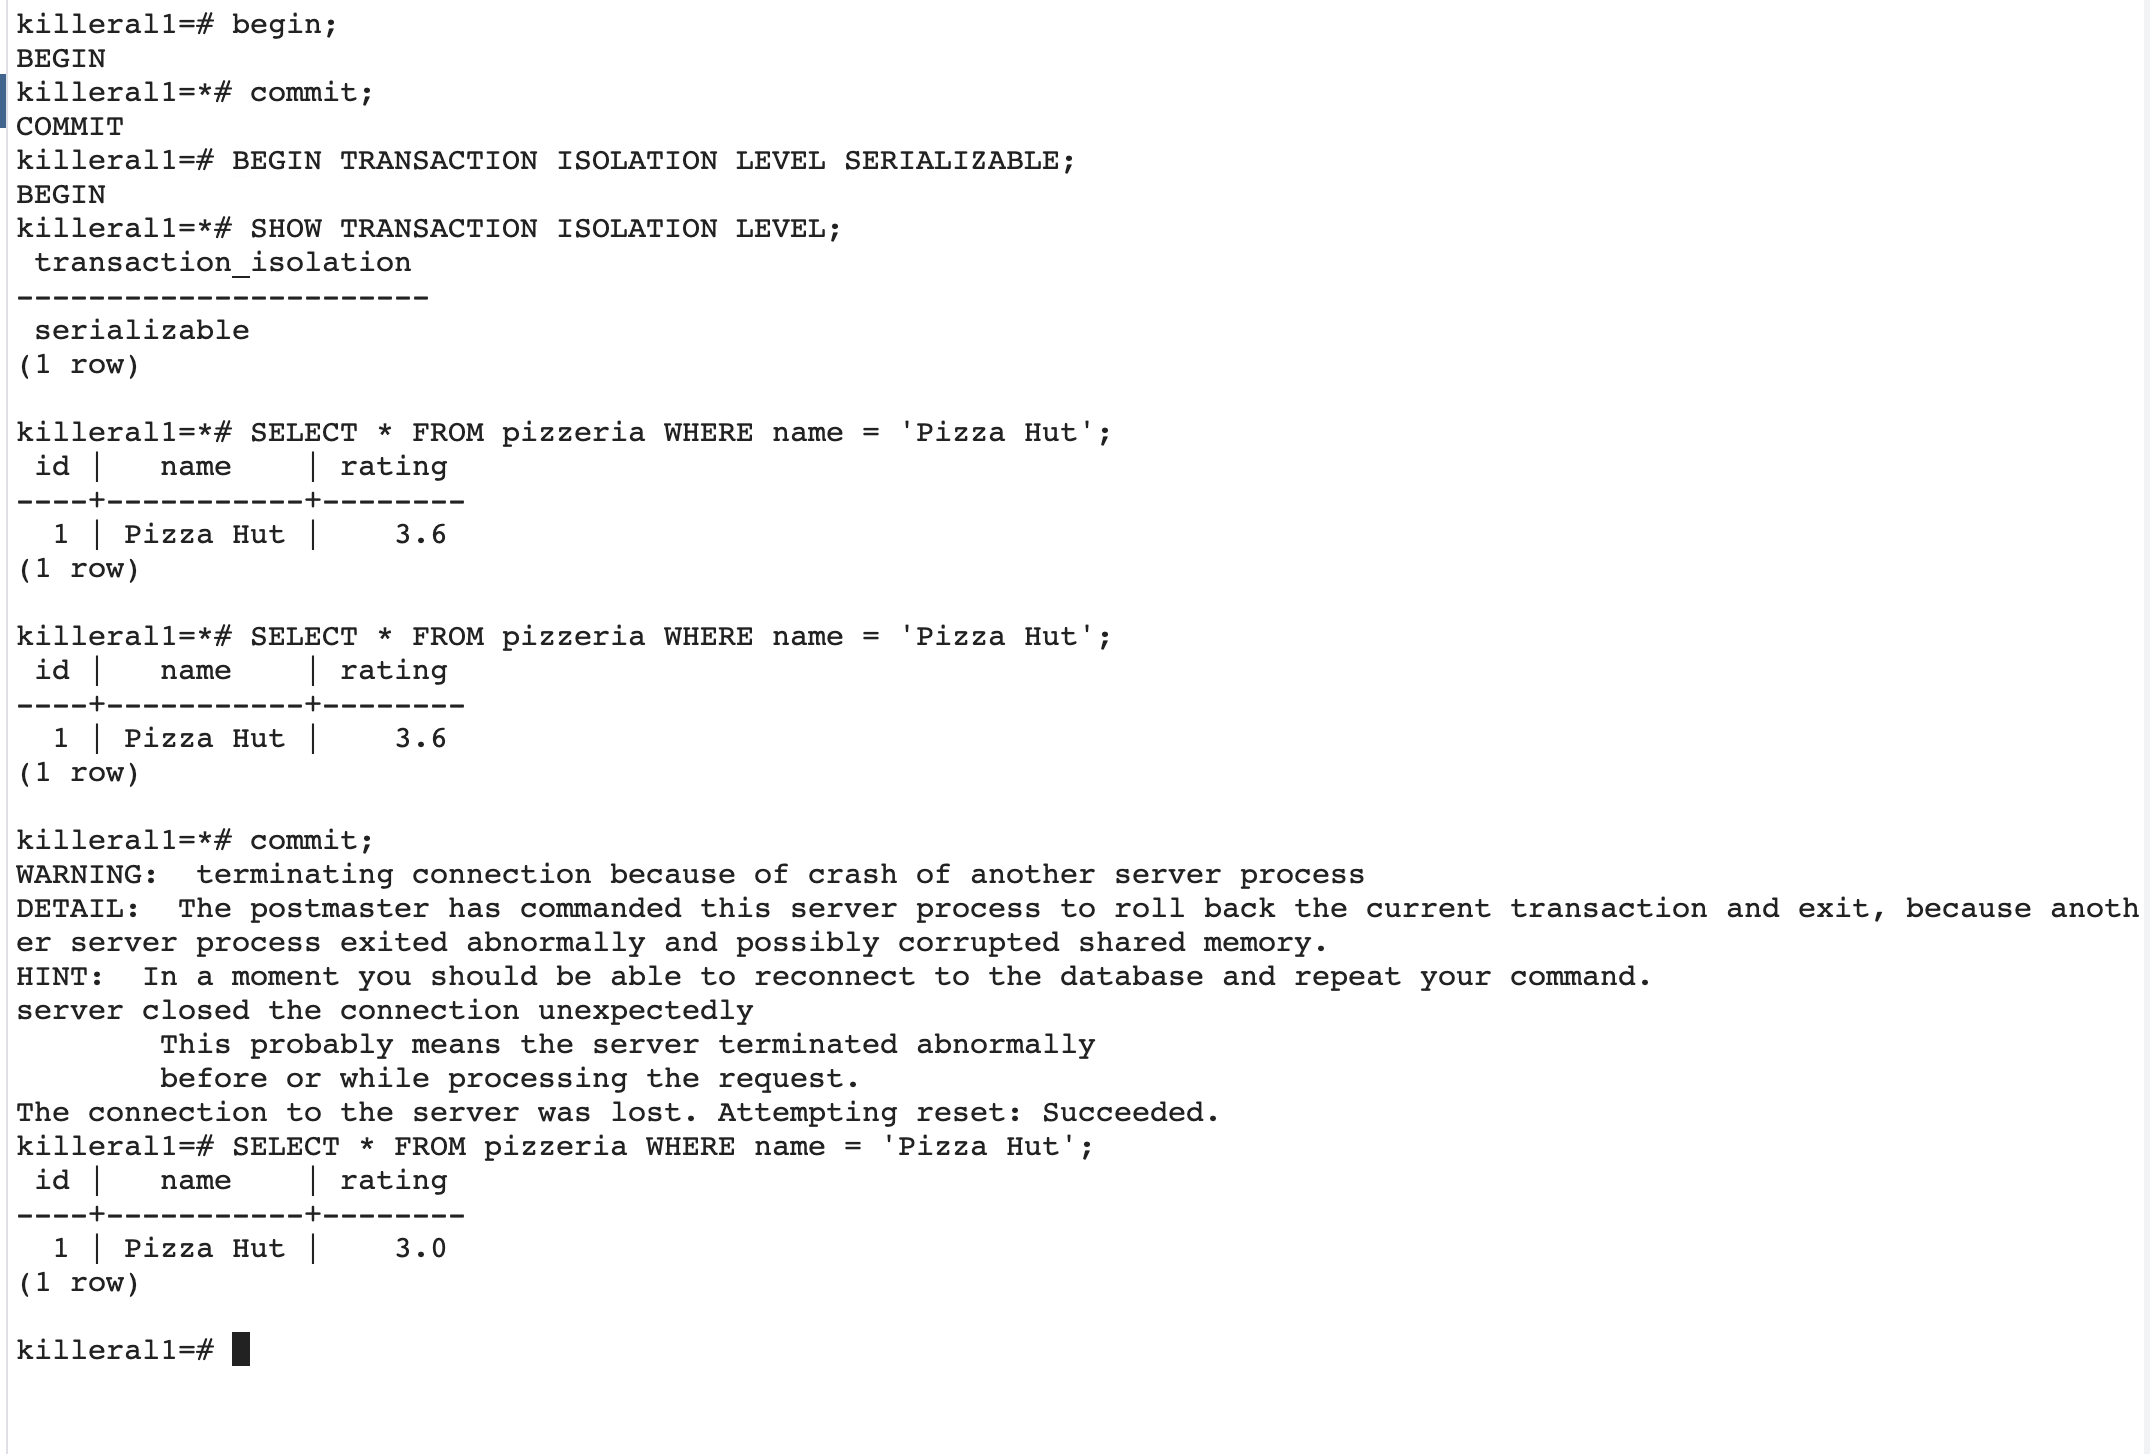 killeral1=# begin;
BEGIN
killeral1=*# commit;
COMMIT
killeral1=# BEGIN TRANSACTION ISOLATION LEVEL SERIALIZABLE;
BEGIN
killeral1=*# SHOW TRANSACTION ISOLATION LEVEL;
 transaction_isolation
-----------------------
 serializable
(1 row)

killeral1=*# SELECT * FROM pizzeria WHERE name = 'Pizza Hut';
 id |   name    | rating
----+-----------+--------
  1 | Pizza Hut |    3.6
(1 row)

killeral1=*# SELECT * FROM pizzeria WHERE name = 'Pizza Hut';
 id |   name    | rating
----+-----------+--------
  1 | Pizza Hut |    3.6
(1 row)

killeral1=*# commit;
WARNING:  terminating connection because of crash of another server process
DETAIL:  The postmaster has commanded this server process to roll back the current transaction and exit, because anoth
er server process exited abnormally and possibly corrupted shared memory.
HINT:  In a moment you should be able to reconnect to the database and repeat your command.
server closed the connection unexpectedly
        This probably means the server terminated abnormally
        before or while processing the request.
The connection to the server was lost. Attempting reset: Succeeded.
killeral1=# SELECT * FROM pizzeria WHERE name = 'Pizza Hut';
 id |   name    | rating
----+-----------+--------
  1 | Pizza Hut |    3.0
(1 row)

killeral1=#